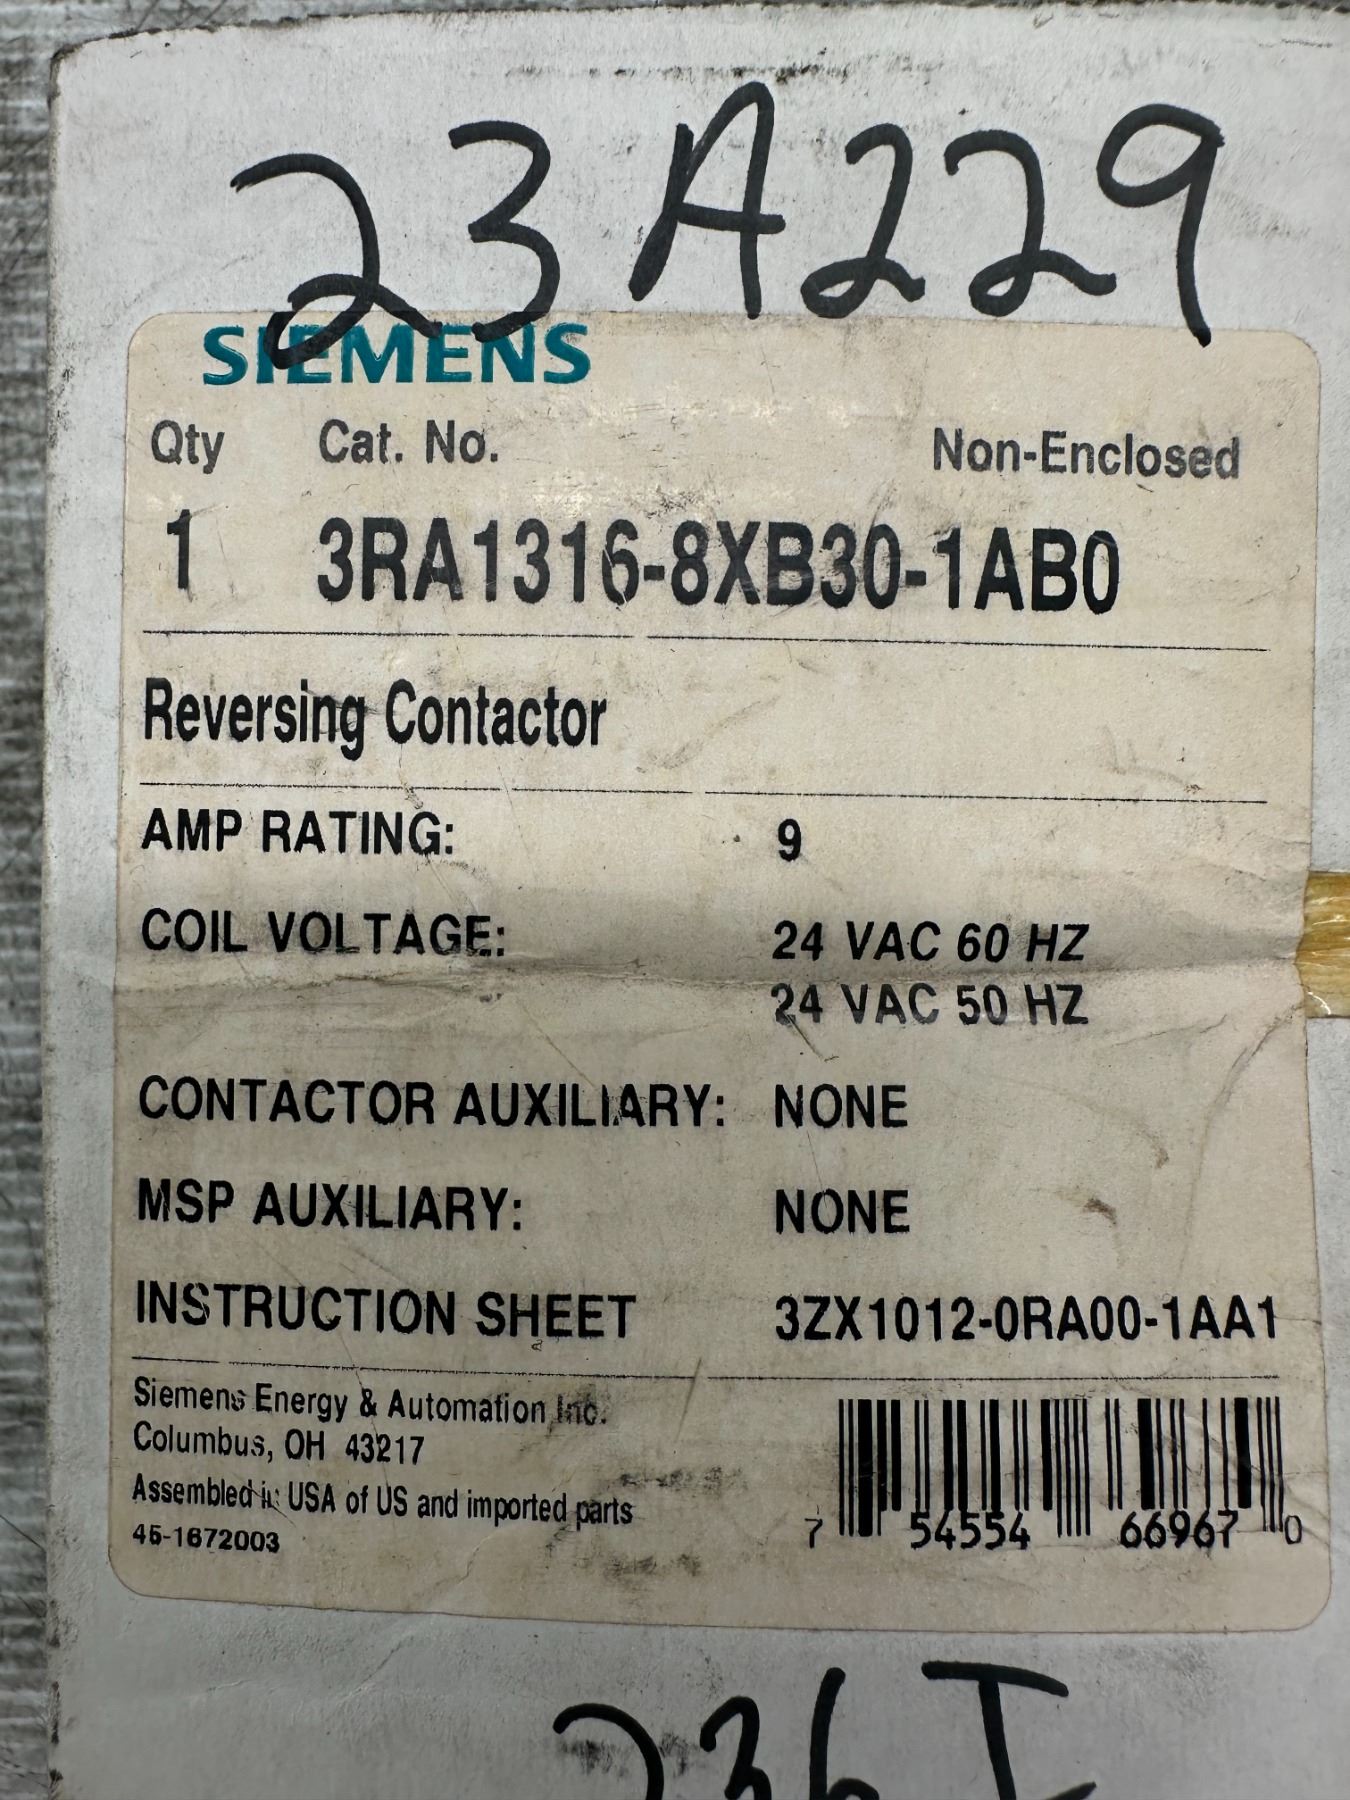 23A229
SIEMENS
Qty Cat. No. Non-Enclosed
1 3RA1316-8XB30-1AB0
Reversing Contactor
AMP RATING: 9
COIL VOLTAGE: 24 VAC 60 HZ
24 VAC 50 HZ
CONTACTOR AUXILIARY: NONE
MSP AUXILIARY: NONE
INSTRUCTION SHEET 3ZX1012-0RA00-1AA1
Siemens Energy & Automation Inc.
Columbus, OH 43217
Assembled in USA of US and imported parts
45-1672003
7 54554 66967 0